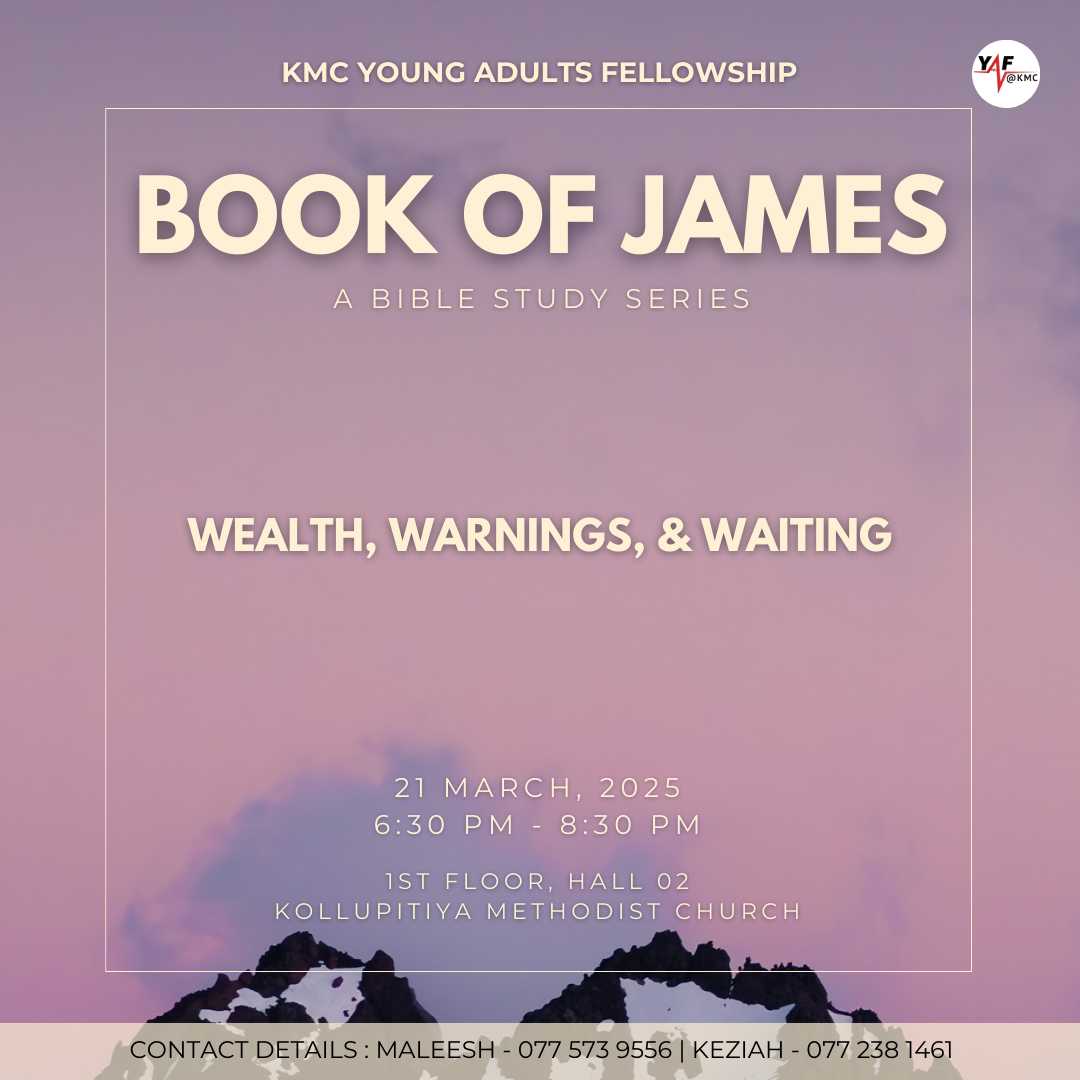 KMC YOUNG ADULTS FELLOWSHIP
YAF
@KMC
BOOK OF JAMES
A BIBLE STUDY SERIES
WEALTH, WARNINGS, & WAITING
21 MARCH, 2025
6:30 PM - 8:30 PM
1ST FLOOR, HALL 02
KOLLUPITIYA METHODIST CHURCH
CONTACT DETAILS : MALEESH - 077 573 9556 | KEZIAH - 077 238 1461